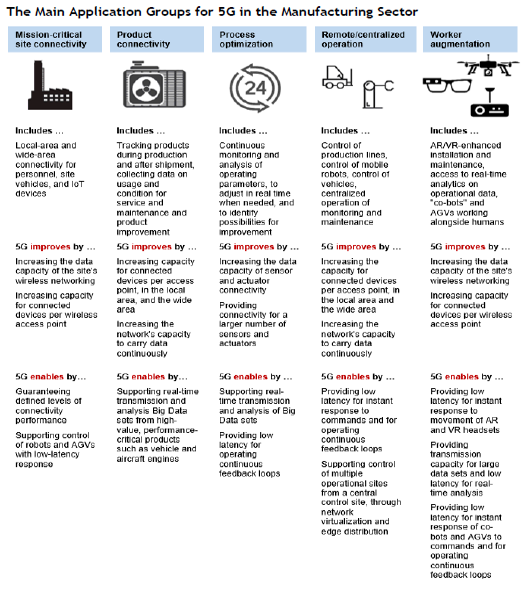 The Main Application Groups for 5G in the Manufacturing Sector
Mission-critical
site connectivity
Includes ...
Local-area and
wide-area
connectivity for
personnel, site
vehicles, and IoT
devices
5G improves by ...
Increasing the data
capacity of the site's
wireless networking
Increasing capacity
for connected
devices per wireless
access point
5G enables by...
Guaranteeing
defined levels of
connectivity
performance
Supporting control
of robots and AGVs
with low-latency
response
Product
connectivity
Includes ...
Tracking products
during production
and after shipment,
collecting data on
usage and
condition for
service and
maintenance and
product
improvement
5G improves by ...
Increasing capacity
for connected
devices per access
point, in the local
area, and the wide
area
Increasing the
network's capacity
to carry data
continuously
5G enables by...
Supporting real-time
transmission and
analysis Big Data
sets from high-
value, performance-
critical products
such as vehicle and
aircraft engines
Process
optimization
24
Includes ...
Continuous
monitoring and
analysis of
operating
parameters, to
adjust in real time
when needed, and
to identify
possibilities for
improvement
5G improves by ...
Increasing the data
capacity of sensor
and actuator
connectivity
Providing
connectivity for a
larger number of
sensors and
actuators
5G enables by ...
Supporting real-
time transmission
and analysis of Big
Data sets
Providing low
latency for
operating
continuous
feedback loops
Remote/centralized
operation
Includes ...
Control of
production lines,
control of mobile
robots, control of
vehicles,
centralized
operation of
monitoring and
maintenance
5G improves by ...
Increasing the
capacity for
connected devices
per access point, in
the local area and
the wide area
Increasing the
network's capacity
to carry data
continuously
5G enables by ...
Providing low
latency for instant
response to
commands and for
operating
continuous
feedback loops
Supporting control
of multiple
operational sites
from a central
control site, through
network
virtualization and
edge distribution
Worker
augmentation
Includes ...
AR/VR-enhanced
installation and
maintenance,
access to real-time
analytics on
operational data,
"co-bots" and
AGVs working
alongside humans
5G improves by ...
Increasing the data
capacity of the site's
wireless networking
Increasing capacity
for connected
devices per wireless
access point
5G enables by ...
Providing low
latency for instant
response to
movement of AR
and VR headsets
Providing
transmission
capacity for large
data sets and low
latency for real-
time analysis
Providing low
latency for instant
response of co-
bots and AGVs to
commands and for
operating
continuous
feedback loops